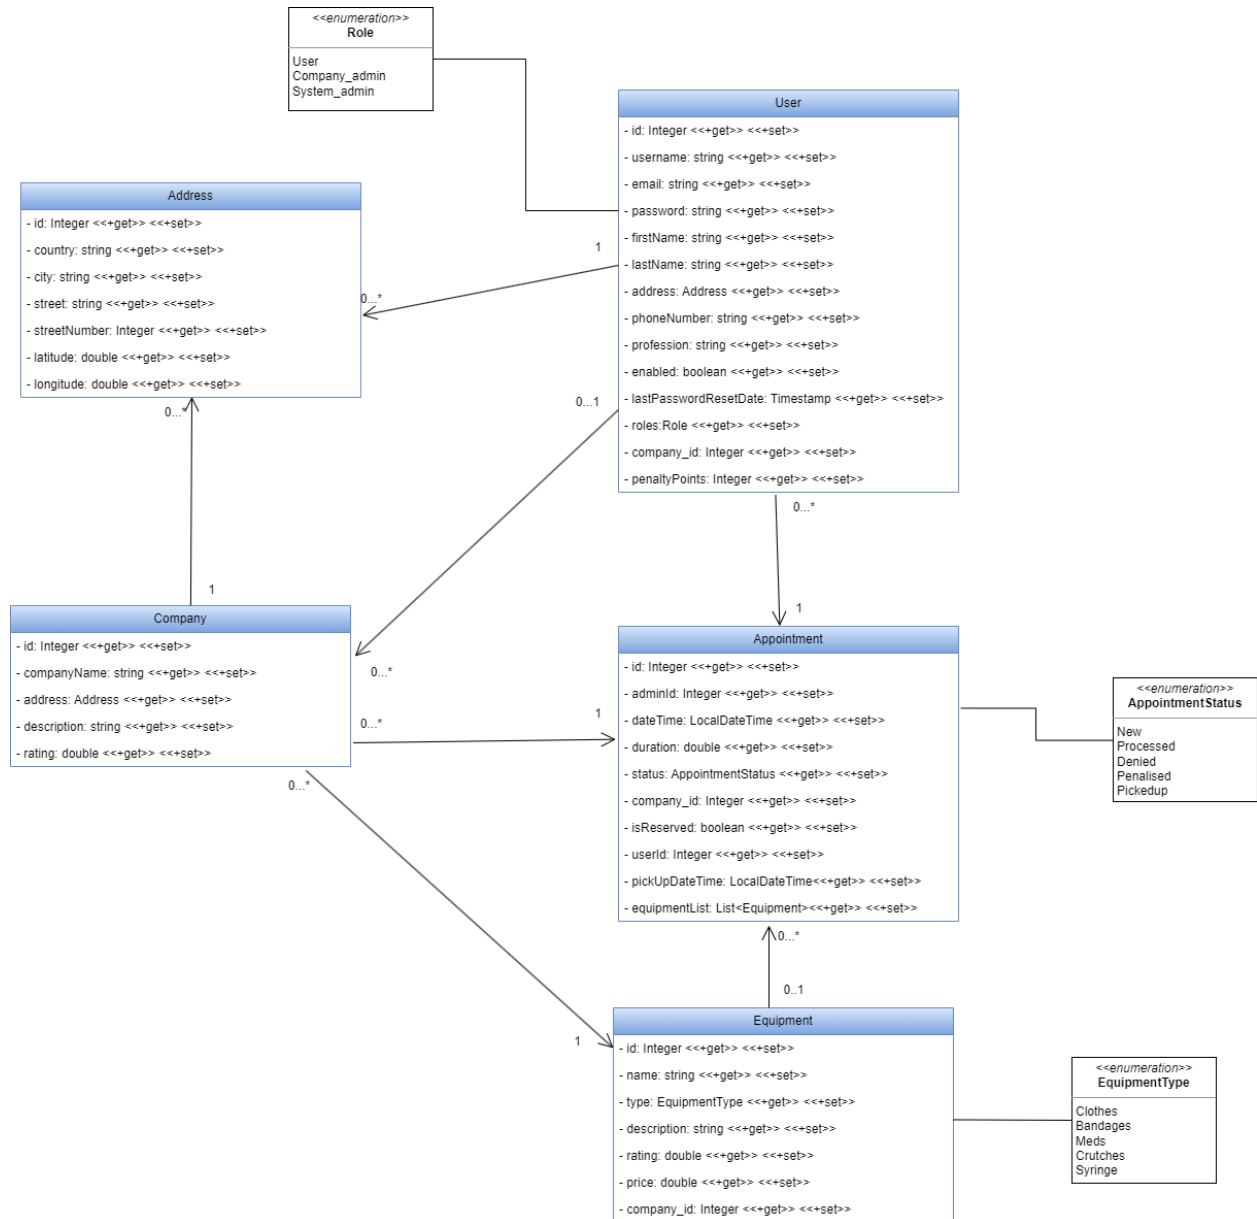 <<enumeration>>
Role
User
Company_admin
System_admin
User
- id: Integer <<+get>> <<+set>>
- username: string <<+get>> <<+set>>
- email: string <<+get>> <<+set>>
- password: string <<+get>> <<+set>>
- firstName: string <<+get>> <<+set>>
- lastName: string <<+get>> <<+set>>
- address: Address <<+get>> <<+set>>
- phoneNumber: string <<+get>> <<+set>>
- profession: string <<+get>> <<+set>>
- enabled: boolean <<+get>> <<+set>>
- lastPasswordResetDate: Timestamp <<+get>> <<+set>>
- roles:Role <<+get>> <<+set>>
- company_id: Integer <<+get>> <<+set>>
- penaltyPoints: Integer <<+get>> <<+set>>
Address
- id: Integer <<+get>> <<+set>>
- country: string <<+get>> <<+set>>
- city: string <<+get>> <<+set>>
- street: string <<+get>> <<+set>>
- streetNumber: Integer <<+get>> <<+set>>
- latitude: double <<+get>> <<+set>>
- longitude: double <<+get>> <<+set>>
1
0...*
0...*
1
0...1
0...*
0...*
1
Company
- id: Integer <<+get>> <<+set>>
- companyName: string <<+get>> <<+set>>
- address: Address <<+get>> <<+set>>
- description: string <<+get>> <<+set>>
- rating: double <<+get>> <<+set>>
0...*
1
0...*
1
Appointment
- id: Integer <<+get>> <<+set>>
- adminId: Integer <<+get>> <<+set>>
- dateTime: LocalDateTime <<+get>> <<+set>>
- duration: double <<+get>> <<+set>>
- status: AppointmentStatus <<+get>> <<+set>>
- company_id: Integer <<+get>> <<+set>>
- isReserved: boolean <<+get>> <<+set>>
- userId: Integer <<+get>> <<+set>>
- pickUpDateTime: LocalDateTime<<+get>> <<+set>>
- equipmentList: List<Equipment><<+get>> <<+set>>
<<enumeration>>
AppointmentStatus
New
Processed
Denied
Penalised
Pickedup
0...*
0..1
Equipment
- id: Integer <<+get>> <<+set>>
- name: string <<+get>> <<+set>>
- type: EquipmentType <<+get>> <<+set>>
- description: string <<+get>> <<+set>>
- rating: double <<+get>> <<+set>>
- price: double <<+get>> <<+set>>
- company_id: Integer <<+get>> <<+set>>
<<enumeration>>
EquipmentType
Clothes
Bandages
Meds
Crutches
Syringe